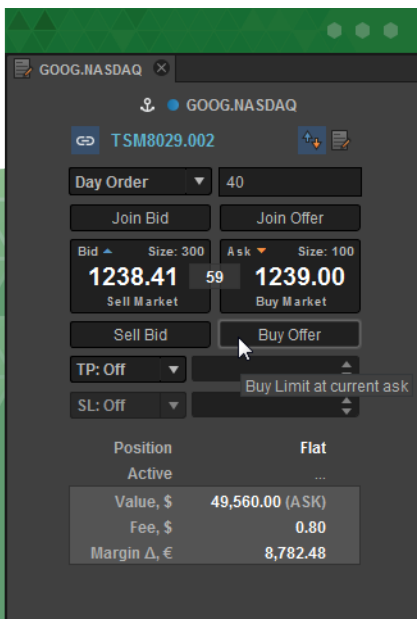 GOOG.NASDAQ
GOOG.NASDAQ
TSM8029.002
Day Order 40
Join Bid Join Offer
Bid Size: 300 Ask Size: 100
1238.41 59 1239.00
Sell Market Buy Market
Sell Bid Buy Offer
TP: Off
Buy Limit at current ask
SL: Off
Position Flat
Active ...
Value, $ 49,560.00 (ASK)
Fee, $ 0.80
Margin Δ, € 8,782.48